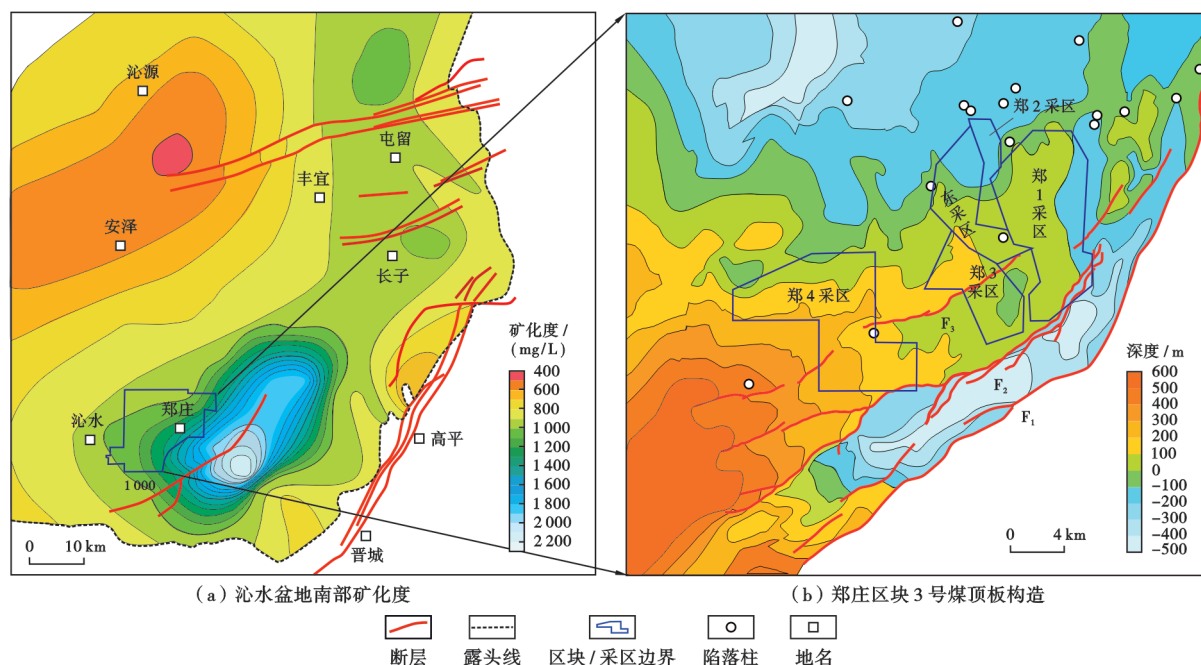 沁源
屯留
丰宜
安泽
长子
沁水
郑庄
高平
晋城
1 000
0 10 km
矿化度 /
(mg/L)
400
600
800
1 000
1 200
1 400
1 600
1 800
2 000
2 200
(a) 沁水盆地南部矿化度
郑2采区
郑1采区
东采区
郑3
采区
郑4采区
F₃
F₂
F₁
0 4 km
深度 / m
600
500
400
300
200
100
0
-100
-200
-300
-400
-500
(b) 郑庄区块3号煤顶板构造
断层 露头线 区块 / 采区边界 陷落柱 地名